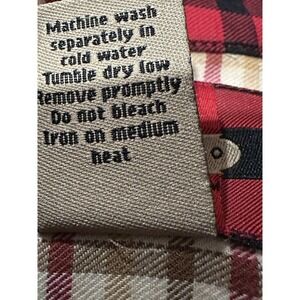 Machine wash
separately in
cold water
Tumble dry low
Remove promptly
Do not bleach
Iron on medium
heat